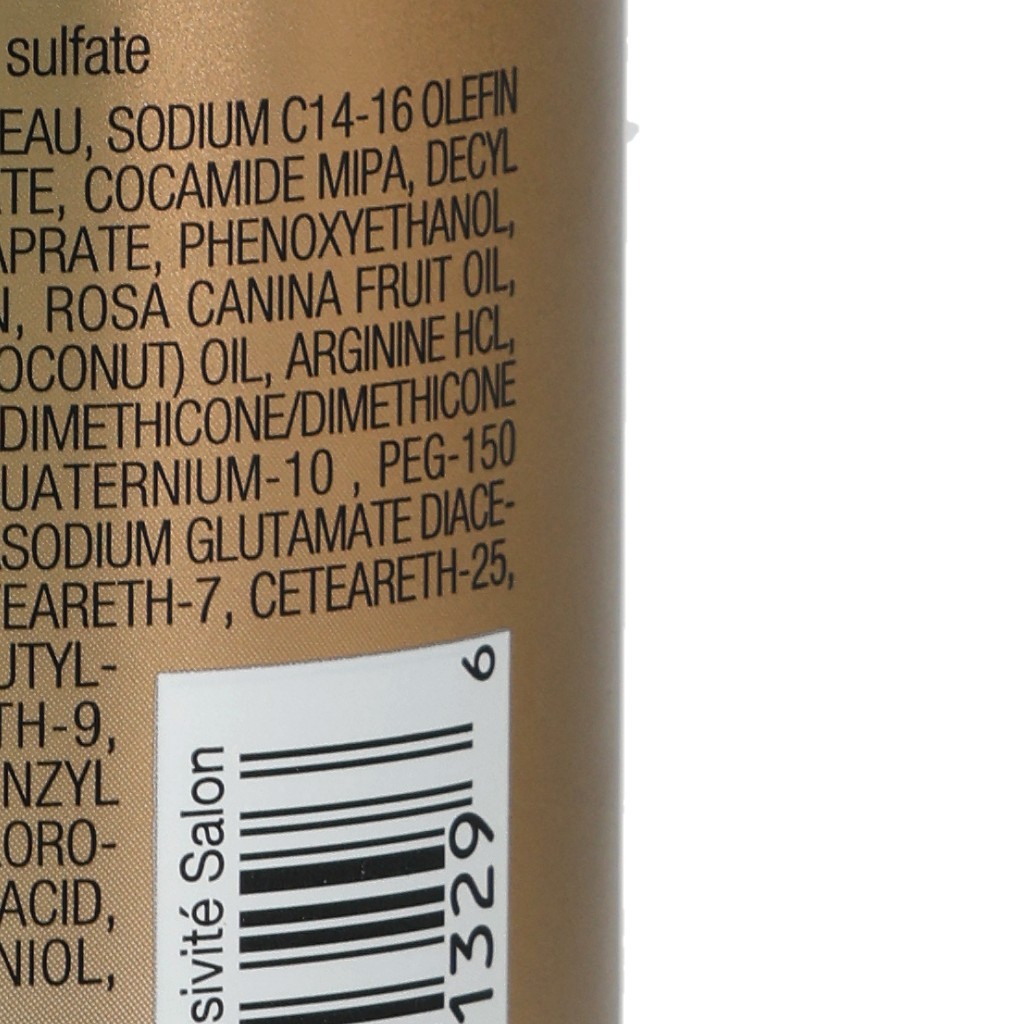 sulfate
EAU, SODIUM C14-16 OLEFIN
TE, COCAMIDE MIPA, DECYL
APRATE, PHENOXYETHANOL,
N, ROSA CANINA FRUIT OIL,
OCONUT) OIL, ARGININE HCL,
DIMETHICONE/DIMETHICONE
UATERNIUM-10 , PEG-150
SODIUM GLUTAMATE DIACE-
EARETH-7, CETEARETH-25,
UTYL-
TH-9,
NZYL
ORO-
ACID,
NIOL,
sivité Salon
1329 6